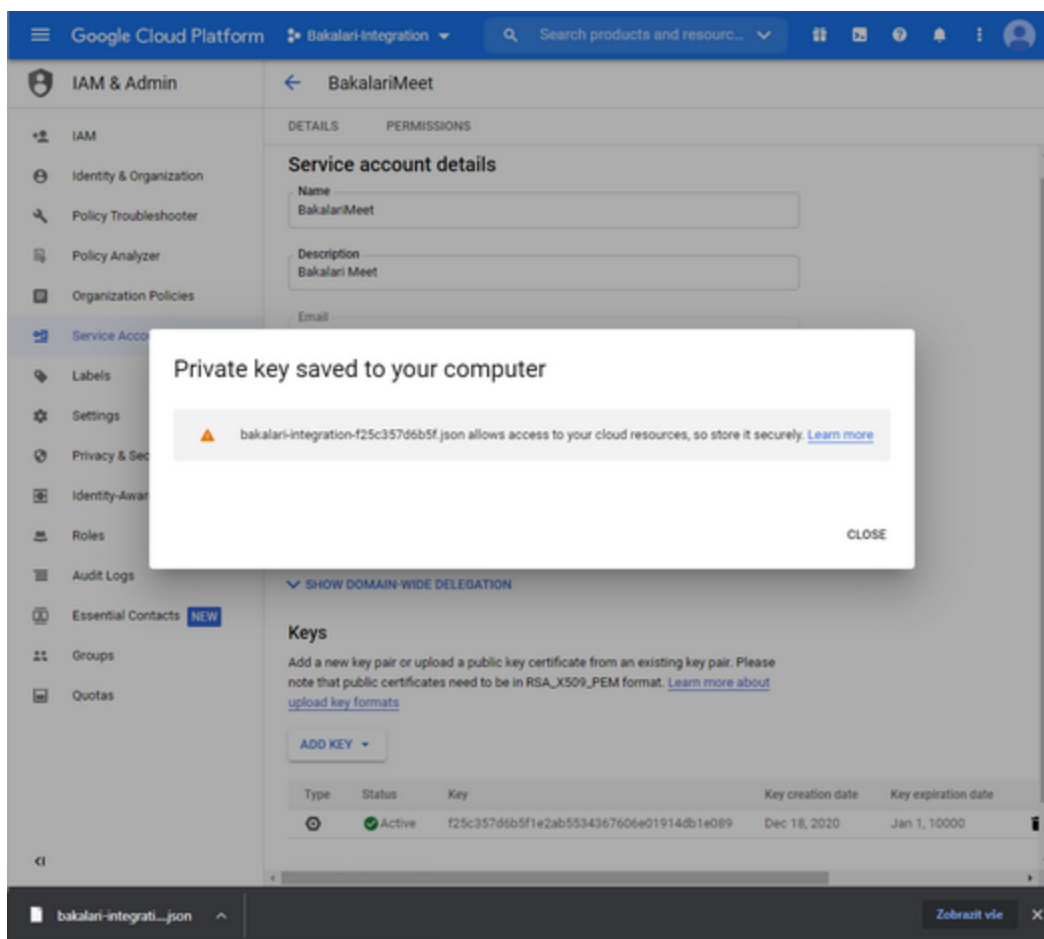 Google Cloud Platform
Bakalari-Integration
Search products and resourc...
IAM & Admin
BakalariMeet
DETAILS PERMISSIONS
IAM
Identity & Organization
Policy Troubleshooter
Policy Analyzer
Organization Policies
Service Acco
Labels
Settings
Privacy & Sec
Identity-Awar
Roles
Audit Logs
Essential Contacts NEW
Groups
Quotas
Service account details
Name
BakalariMeet
Description
Bakalari Meet
Email
Private key saved to your computer
bakalari-integration-f25c357d6b5f.json allows access to your cloud resources, so store it securely. Learn more
CLOSE
SHOW DOMAIN-WIDE DELEGATION
Keys
Add a new key pair or upload a public key certificate from an existing key pair. Please
note that public certificates need to be in RSA_X509_PEM format. Learn more about
upload key formats
ADD KEY
Type Status Key Key creation date Key expiration date
Active f25c357d6b5f1e2ab5534367606e01914db1e089 Dec 18, 2020 Jan 1, 10000
bakalari-integrati....json
Zobrazit vše